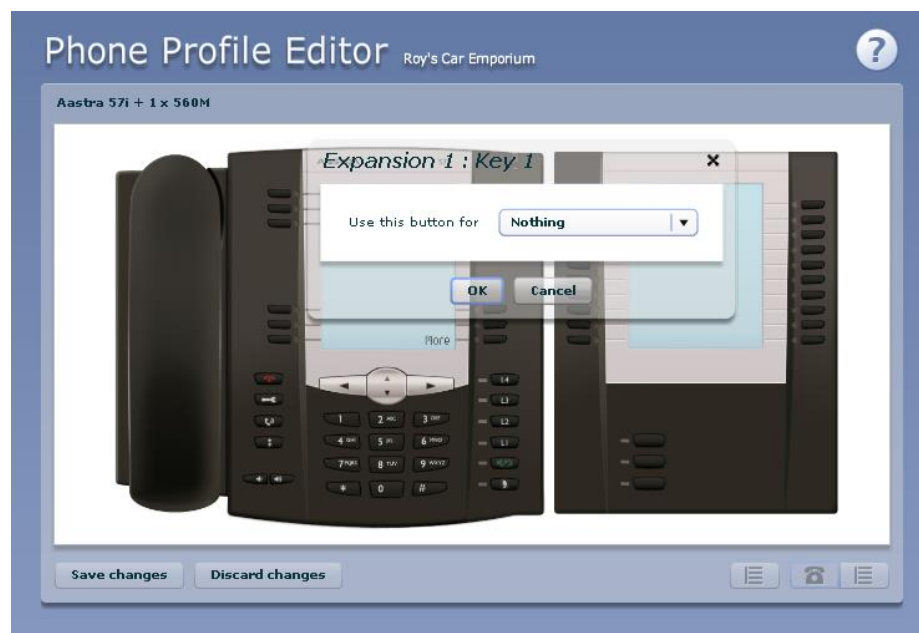 Phone Profile Editor Roy's Car Emporium
?
Aastra 57i + 1 x 560M
Expansion 1 : Key 1
Use this button for Nothing
OK Cancel
More
L4
L3
1 2 ABC 3 DEF
L2
4 GHI 5 JKL 6 MNO
L1
7 PQRS 8 TUV 9 WXYZ
* 0 #
Save changes Discard changes